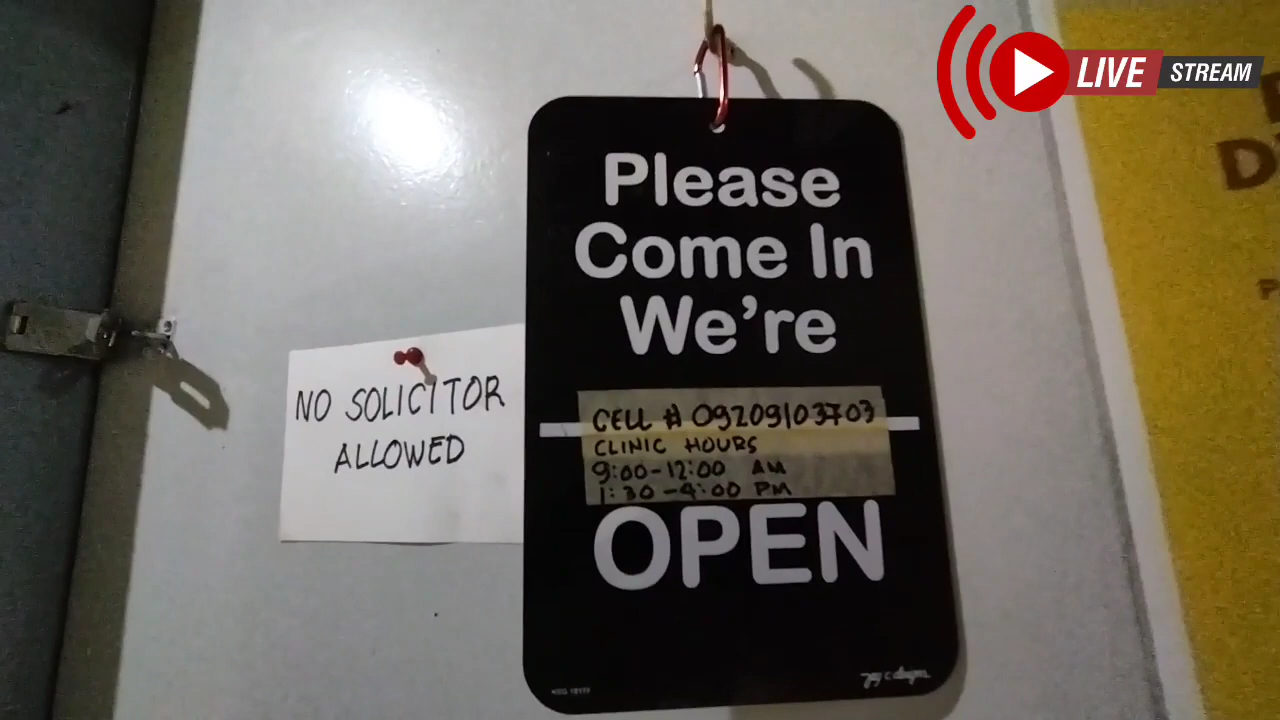 LIVE STREAM
Please
Come In
We're
CELL # 09209103703
CLINIC HOURS
9:00-12:00 AM
1:30-4:00 PM
OPEN
NO SOLICITOR
ALLOWED